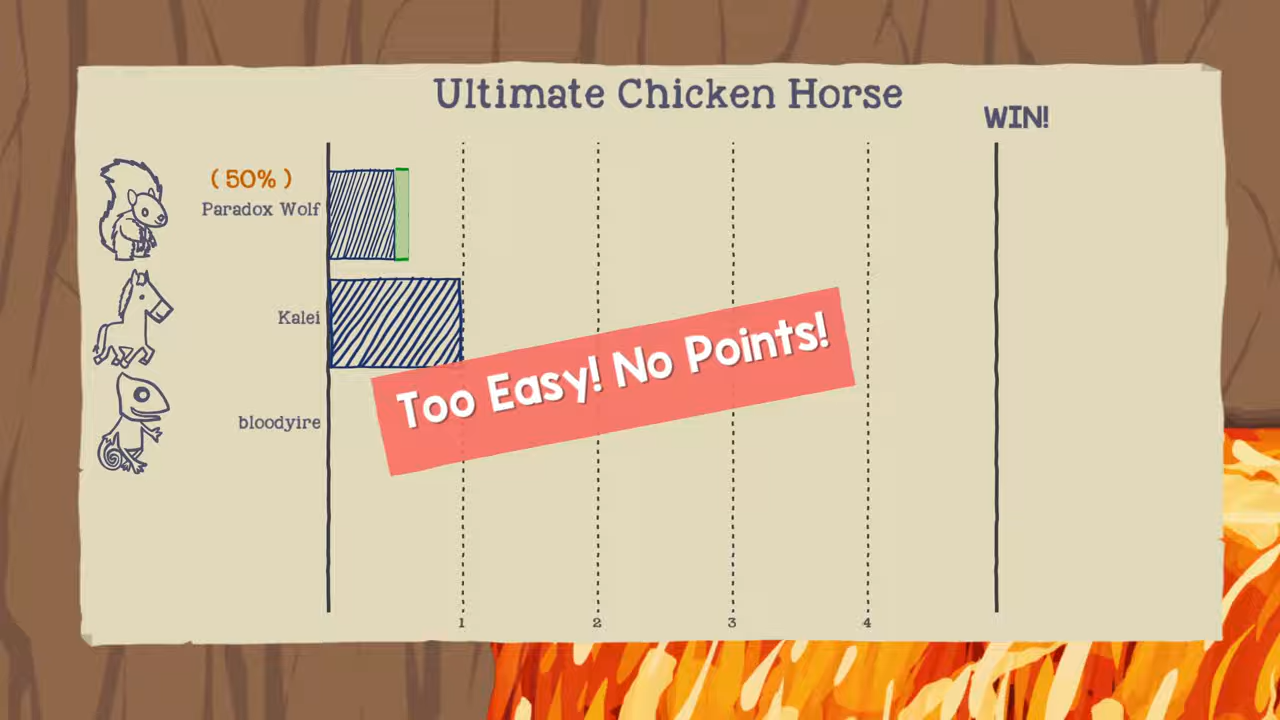 Ultimate Chicken Horse
WIN!
( 50% )
Paradox Wolf
Kalei
Too Easy! No Points!
bloodyire
1 2 3 4